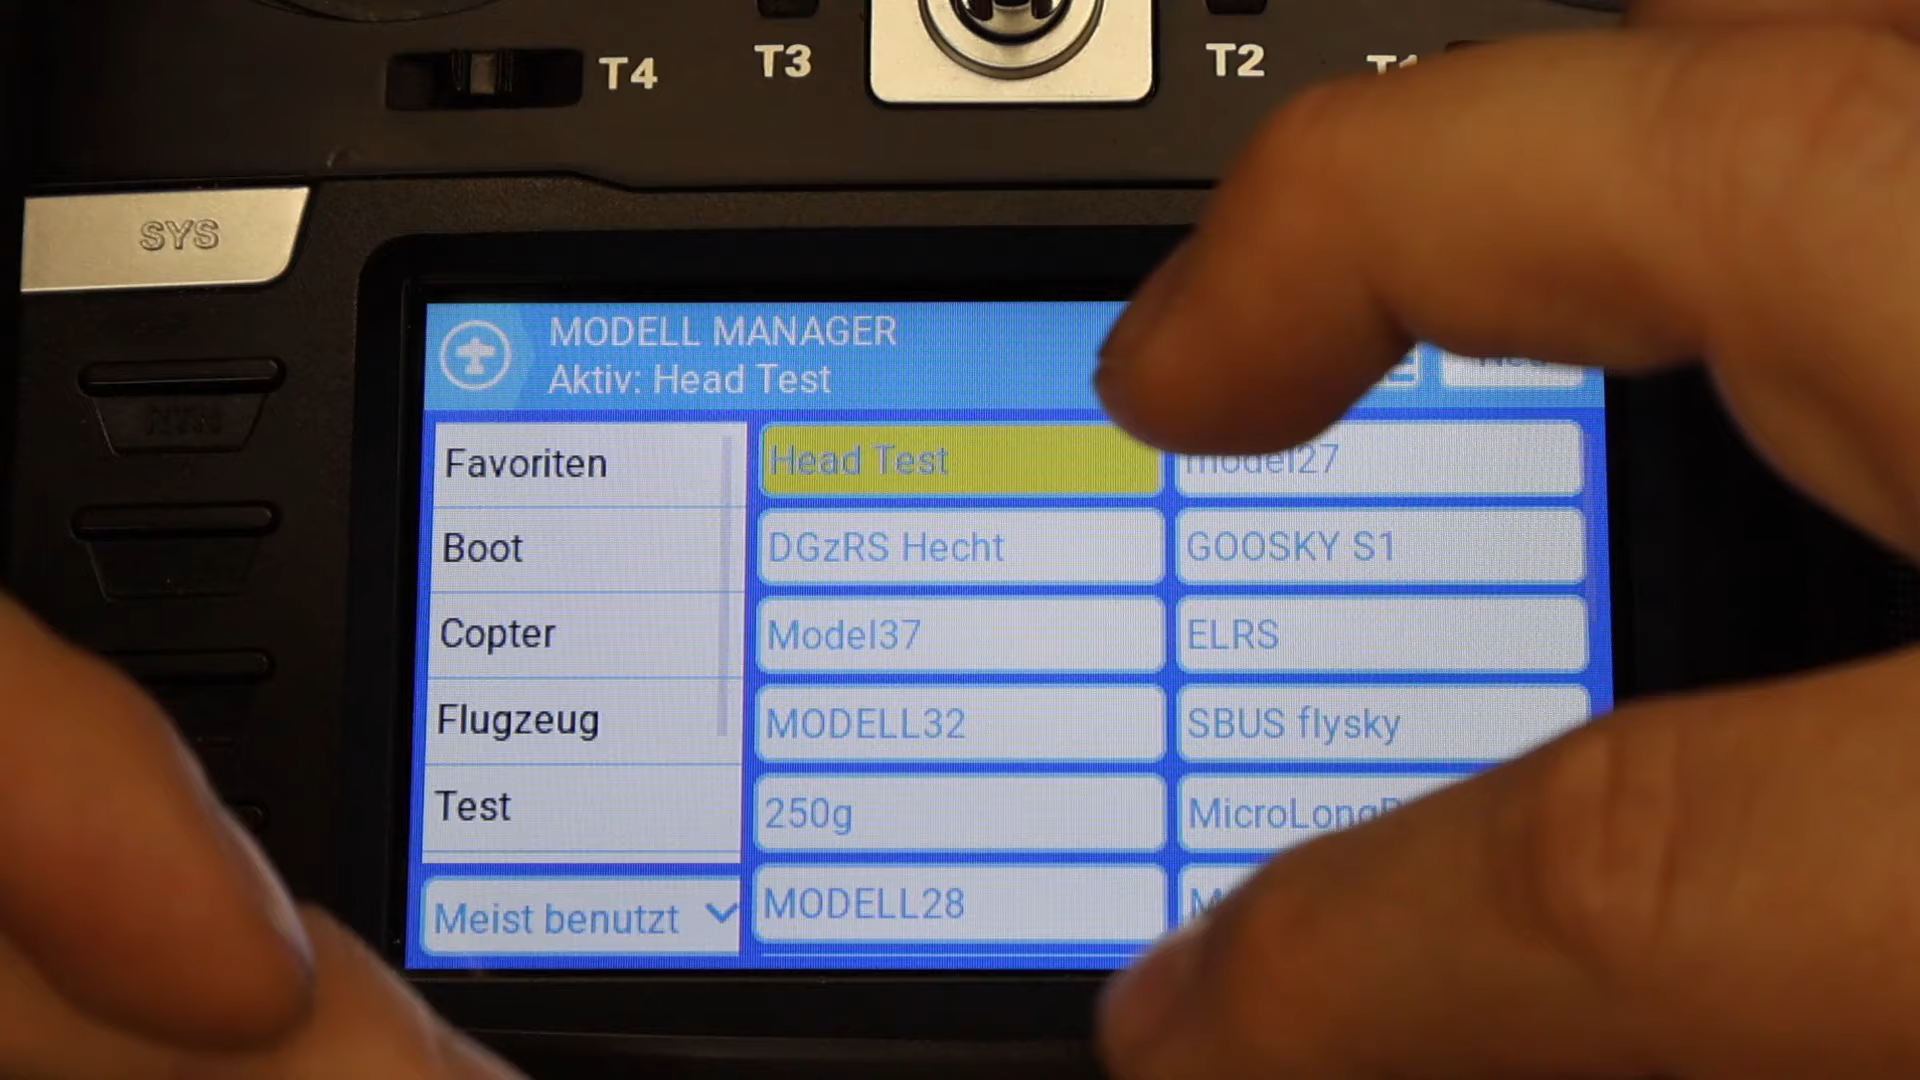 T4
T3
T2
SYS
MODELL MANAGER
Aktiv: Head Test
Favoriten
Boot
Copter
Flugzeug
Test
Meist benutzt
Head Test
model27
DGzRS Hecht
GOOSKY S1
Model37
ELRS
MODELL32
SBUS flysky
250g
MODELL28